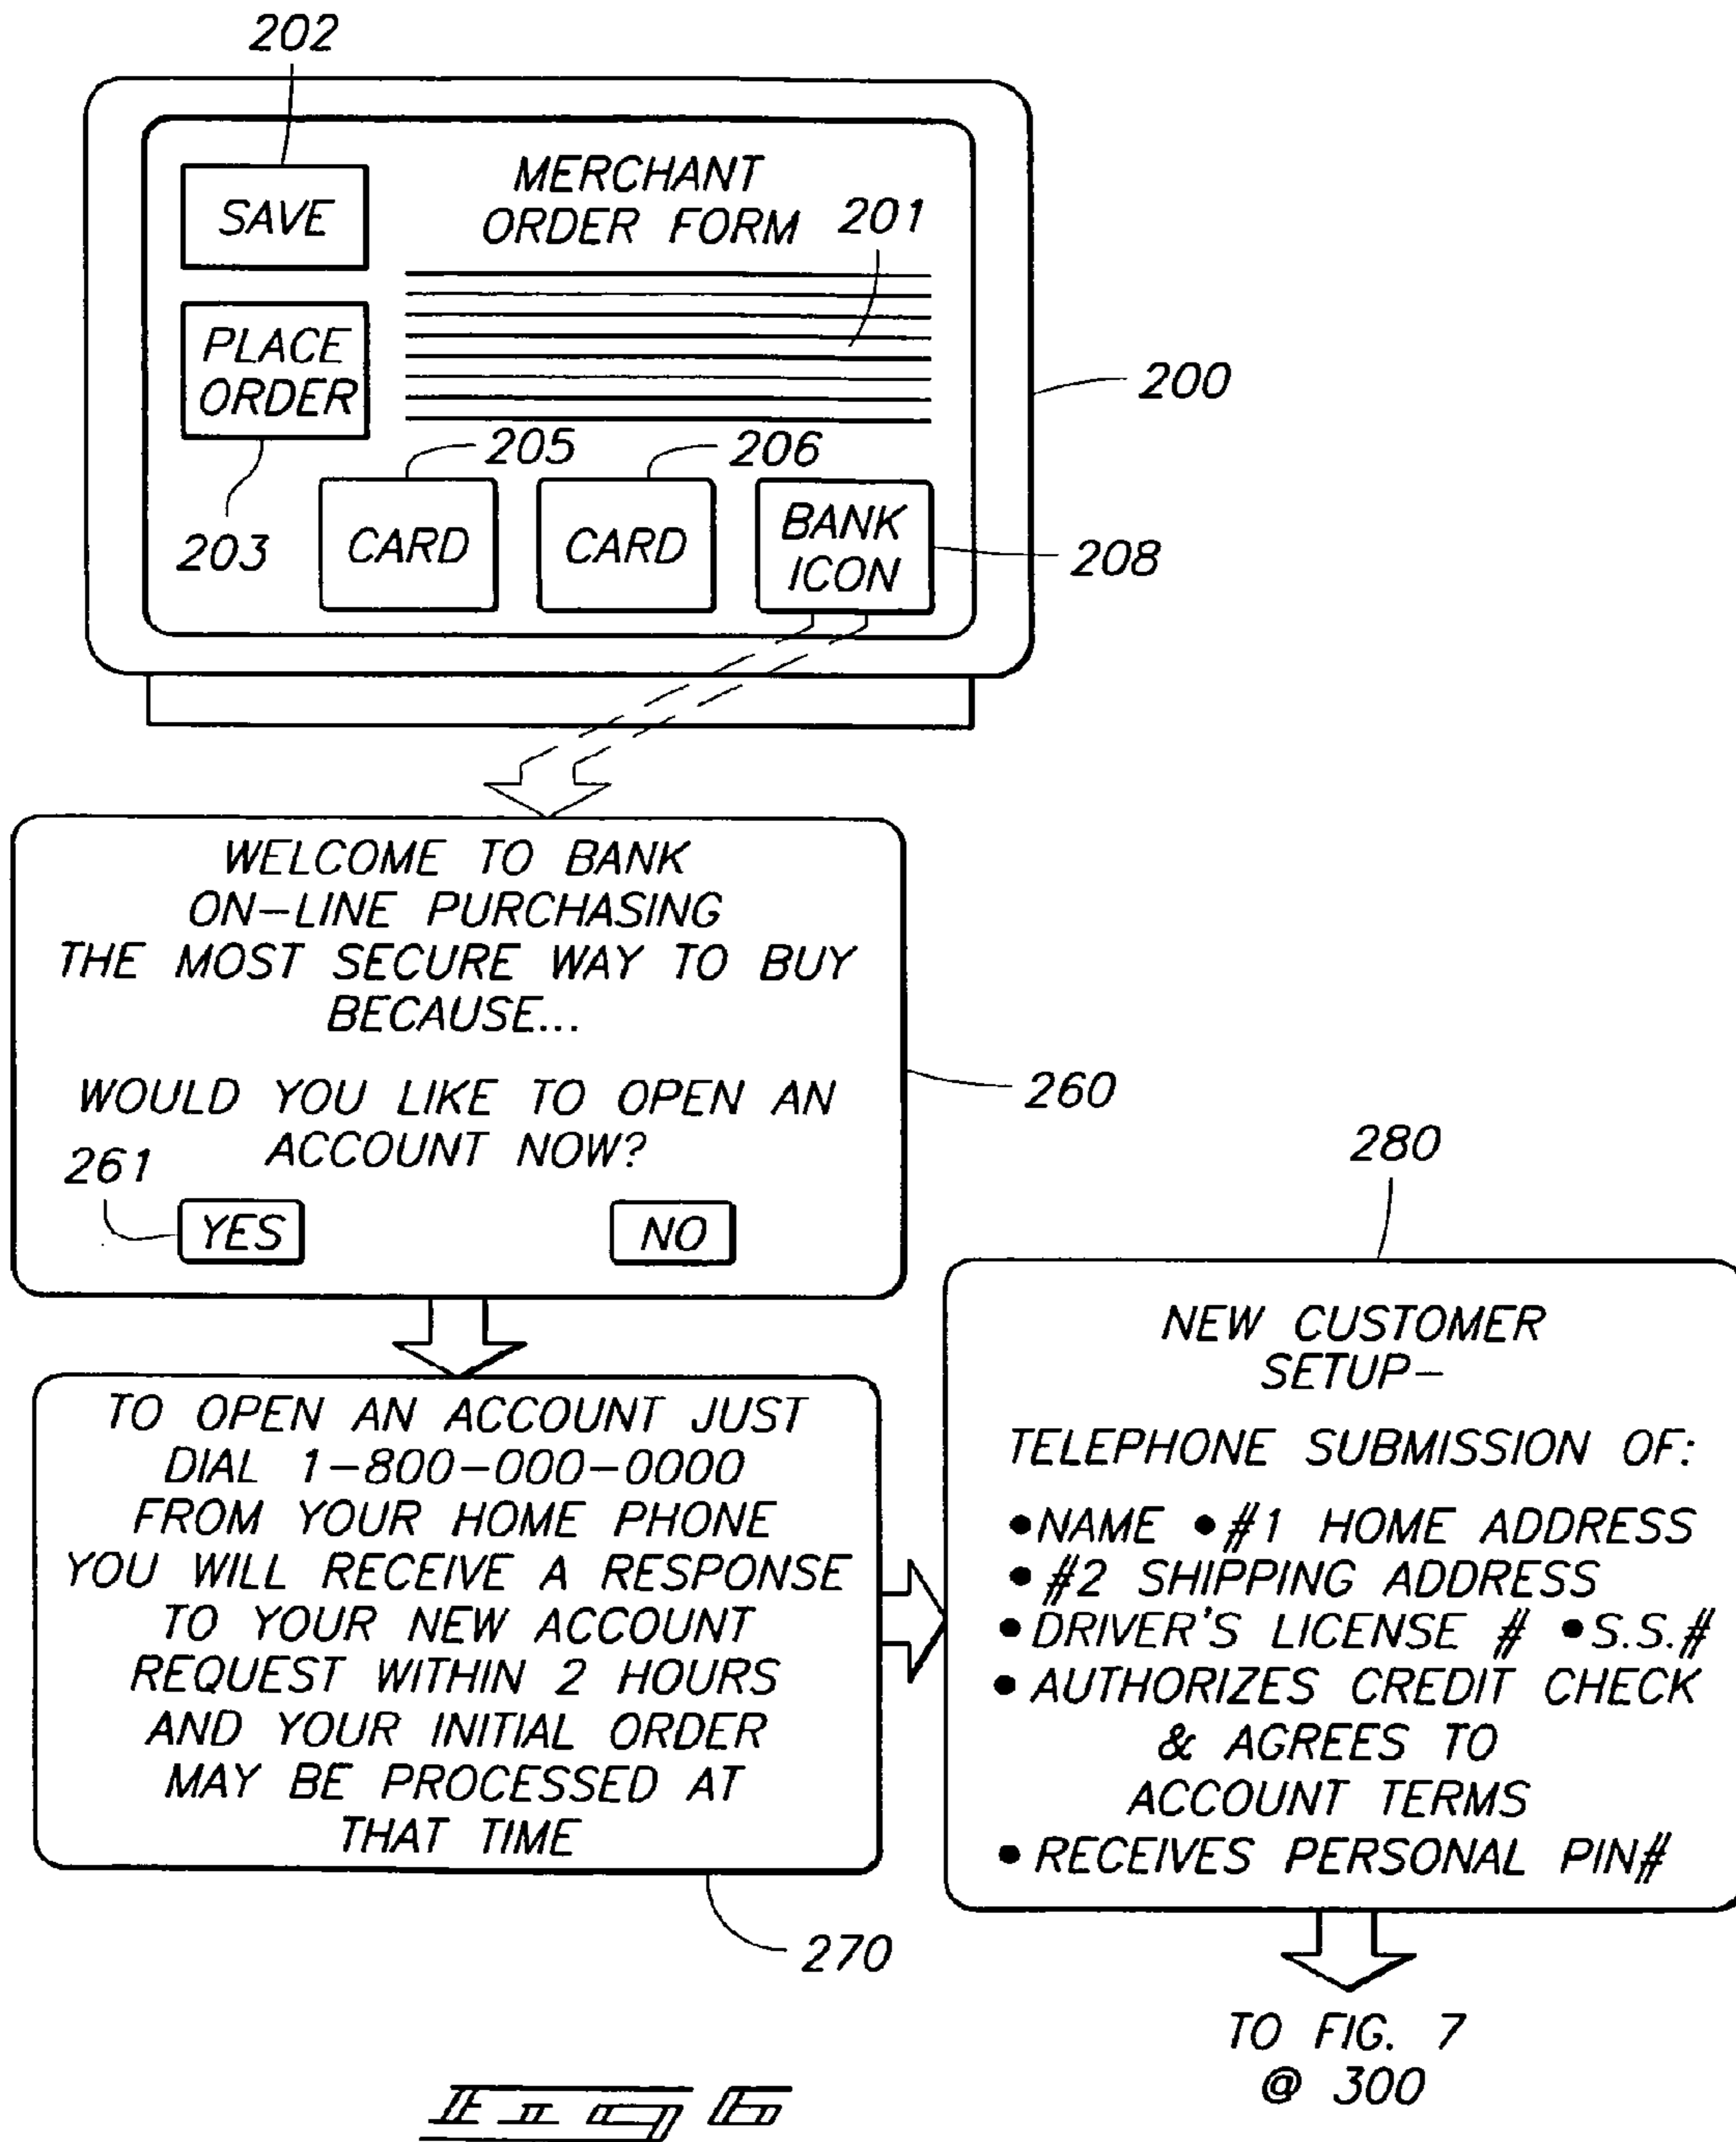 202
SAVE
MERCHANT
ORDER FORM
201
PLACE
ORDER
200
205
206
203
CARD
CARD
BANK
ICON
208
WELCOME TO BANK
ON-LINE PURCHASING
THE MOST SECURE WAY TO BUY
BECAUSE...
WOULD YOU LIKE TO OPEN AN
ACCOUNT NOW?
260
261
YES
NO
TO OPEN AN ACCOUNT JUST
DIAL 1-800-000-0000
FROM YOUR HOME PHONE
YOU WILL RECEIVE A RESPONSE
TO YOUR NEW ACCOUNT
REQUEST WITHIN 2 HOURS
AND YOUR INITIAL ORDER
MAY BE PROCESSED AT
THAT TIME
270
280
NEW CUSTOMER
SETUP-
TELEPHONE SUBMISSION OF:
•NAME •#1 HOME ADDRESS
•#2 SHIPPING ADDRESS
•DRIVER'S LICENSE # •S.S.#
•AUTHORIZES CREDIT CHECK
& AGREES TO
ACCOUNT TERMS
•RECEIVES PERSONAL PIN#
TO FIG. 7
@ 300
Fig 6